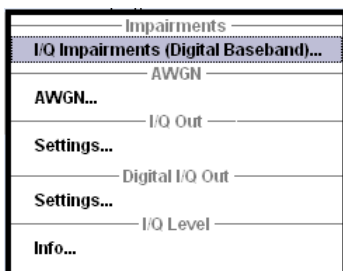 Impairments
I/Q Impairments (Digital Baseband)...
AWGN
AWGN...
I/Q Out
Settings...
Digital I/Q Out
Settings...
I/Q Level
Info...